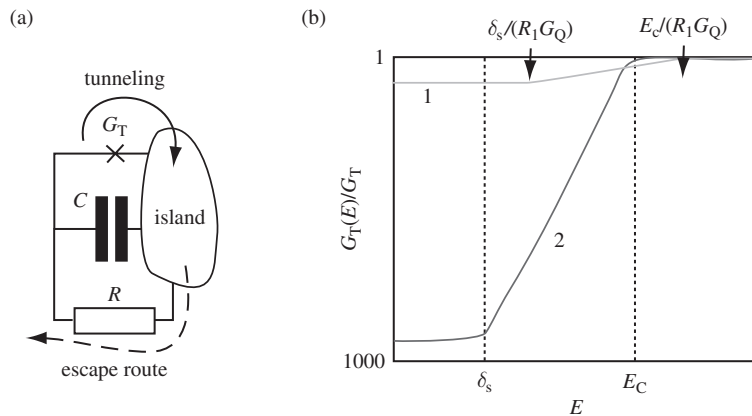 (a)
tunneling
G_T
C
island
R
escape route
(b)
δ_s/(R_1G_Q)
E_c/(R_1G_Q)
1
1
2
G_T(E)/G_T
1000
δ_s
E_C
E